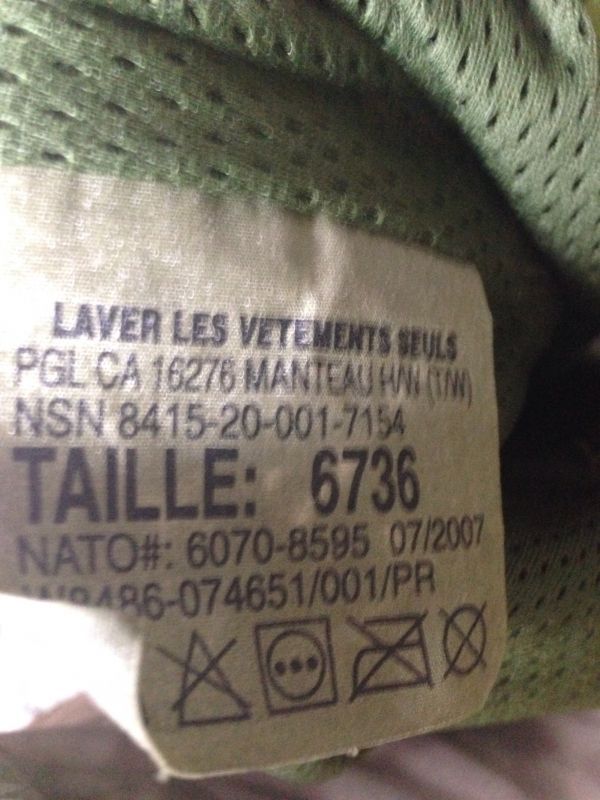 LAVER LES VETEMENTS SEULS
PGL CA 16276 MANTEAU H/W (T/W)
NSN 8415-20-001-7154
TAILLE: 6736
NATO#: 6070-8595 07/2007
W8486-074651/001/PR